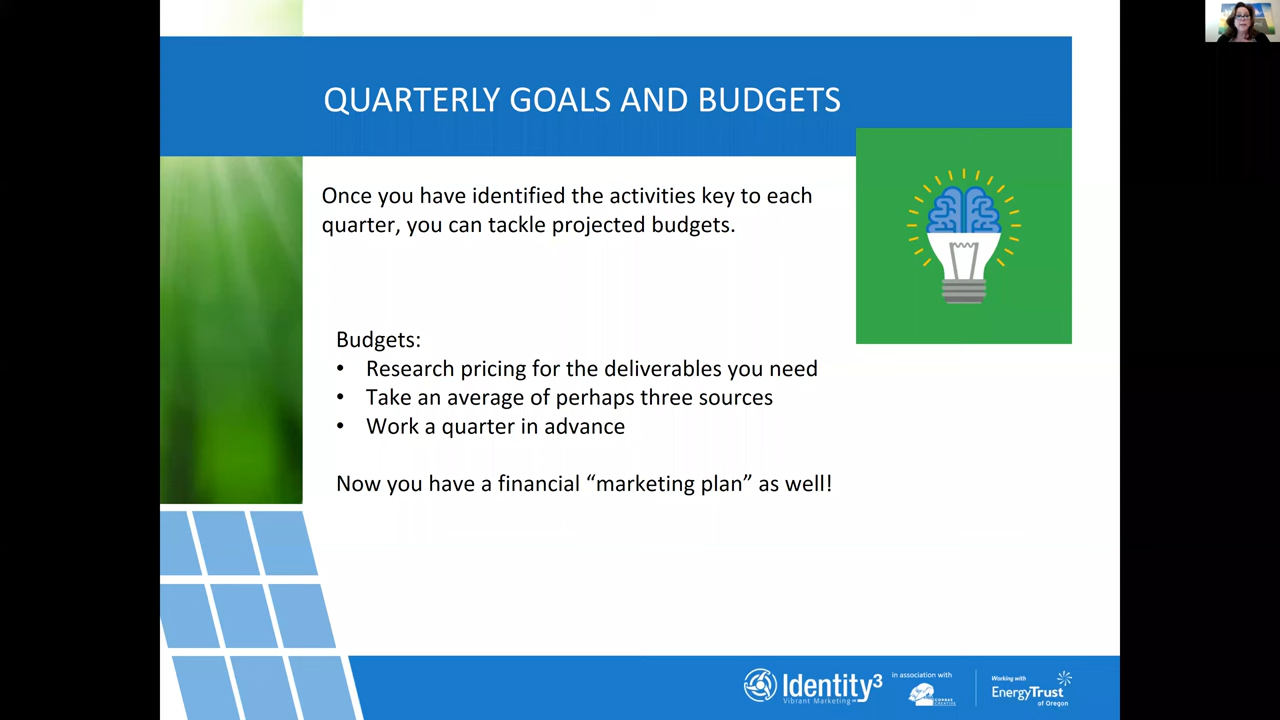 QUARTERLY GOALS AND BUDGETS
Once you have identified the activities key to each
quarter, you can tackle projected budgets.
Budgets:
• Research pricing for the deliverables you need
• Take an average of perhaps three sources
• Work a quarter in advance
Now you have a financial “marketing plan” as well!
Identity³
Vibrant Marketing
in association with
Working with
EnergyTrust
of Oregon